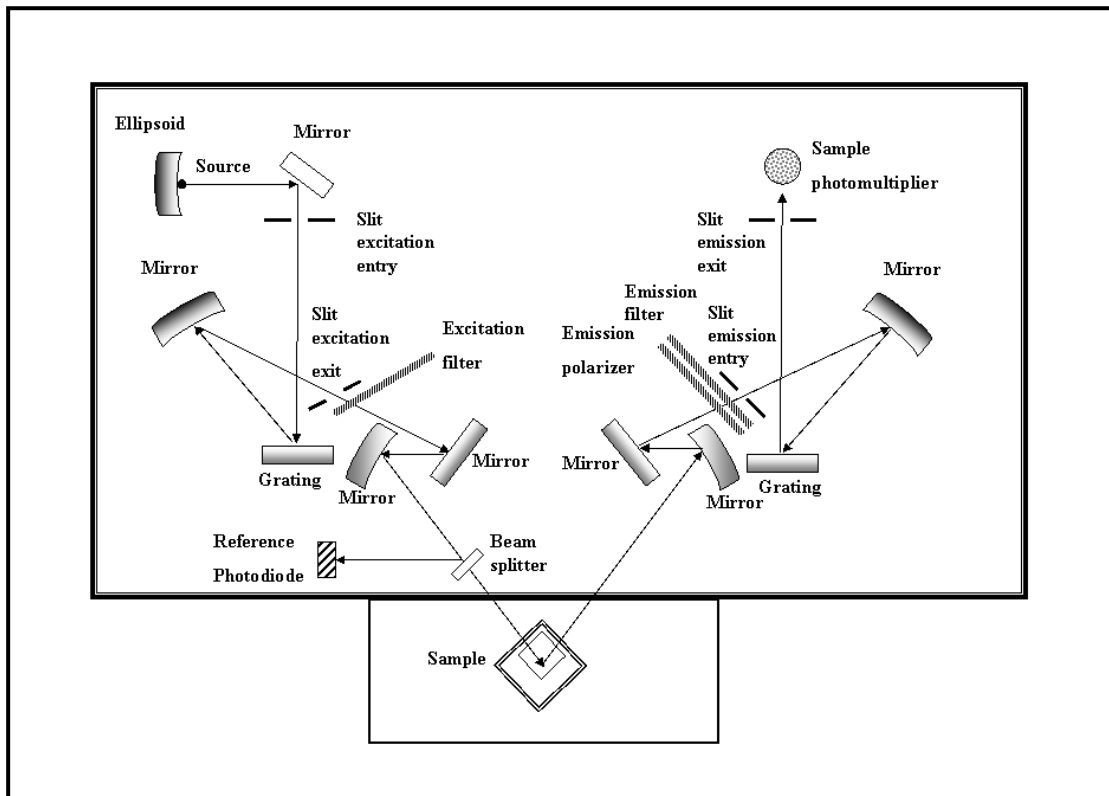 Ellipsoid
Mirror
Source
Sample
photomultiplier
Slit
excitation
entry
Slit
emission
exit
Mirror
Mirror
Slit
excitation
exit
Excitation
filter
Emission
filter
Emission
polarizer
Slit
emission
entry
Grating
Mirror
Mirror
Mirror
Mirror
Grating
Reference
Photodiode
Beam
splitter
Sample